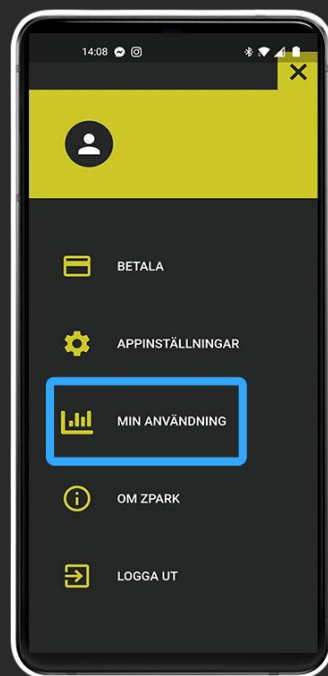 14:08
BETALA
APPINSTÄLLNINGAR
MIN ANVÄNDNING
OM ZPARK
LOGGA UT